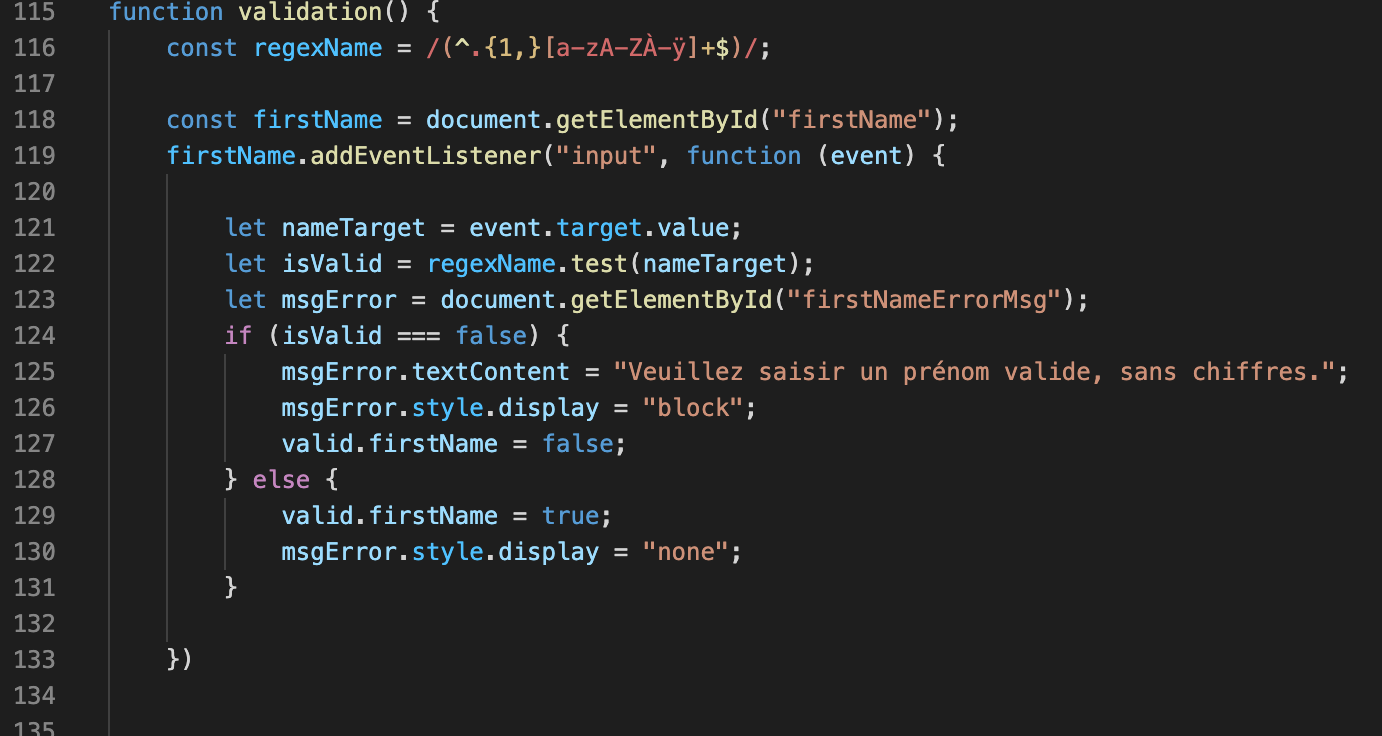 115 function validation() {
116 const regexName = /(^.{1,}[a-zA-ZÀ-ÿ]+$)/;
117
118 const firstName = document.getElementById("firstName");
119 firstName.addEventListener("input", function (event) {
120
121 let nameTarget = event.target.value;
122 let isValid = regexName.test(nameTarget);
123 let msgError = document.getElementById("firstNameErrorMsg");
124 if (isValid === false) {
125 msgError.textContent = "Veuillez saisir un prénom valide, sans chiffres.";
126 msgError.style.display = "block";
127 valid.firstName = false;
128 } else {
129 valid.firstName = true;
130 msgError.style.display = "none";
131 }
132
133 })
134
135